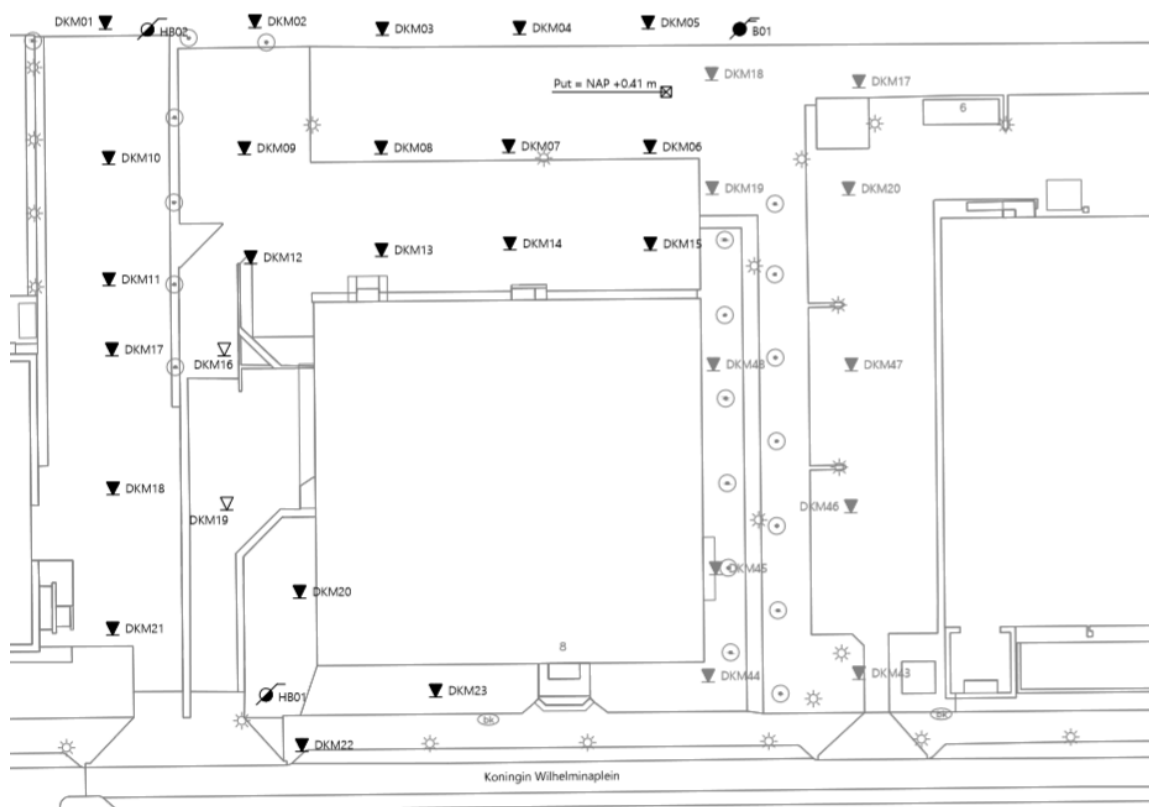 DKM01
HB02
DKM02
DKM03
DKM04
DKM05
B01
Put = NAP +0.41 m
DKM18
DKM17
6
DKM10
DKM09
DKM08
DKM07
DKM06
DKM19
DKM20
DKM11
DKM12
DKM13
DKM14
DKM15
DKM17
DKM16
DKM48
DKM47
DKM18
DKM19
DKM46
DKM45
DKM20
DKM21
8
HB01
DKM23
DKM44
DKM43
bk
bk
DKM22
Koningin Wilhelminaplein